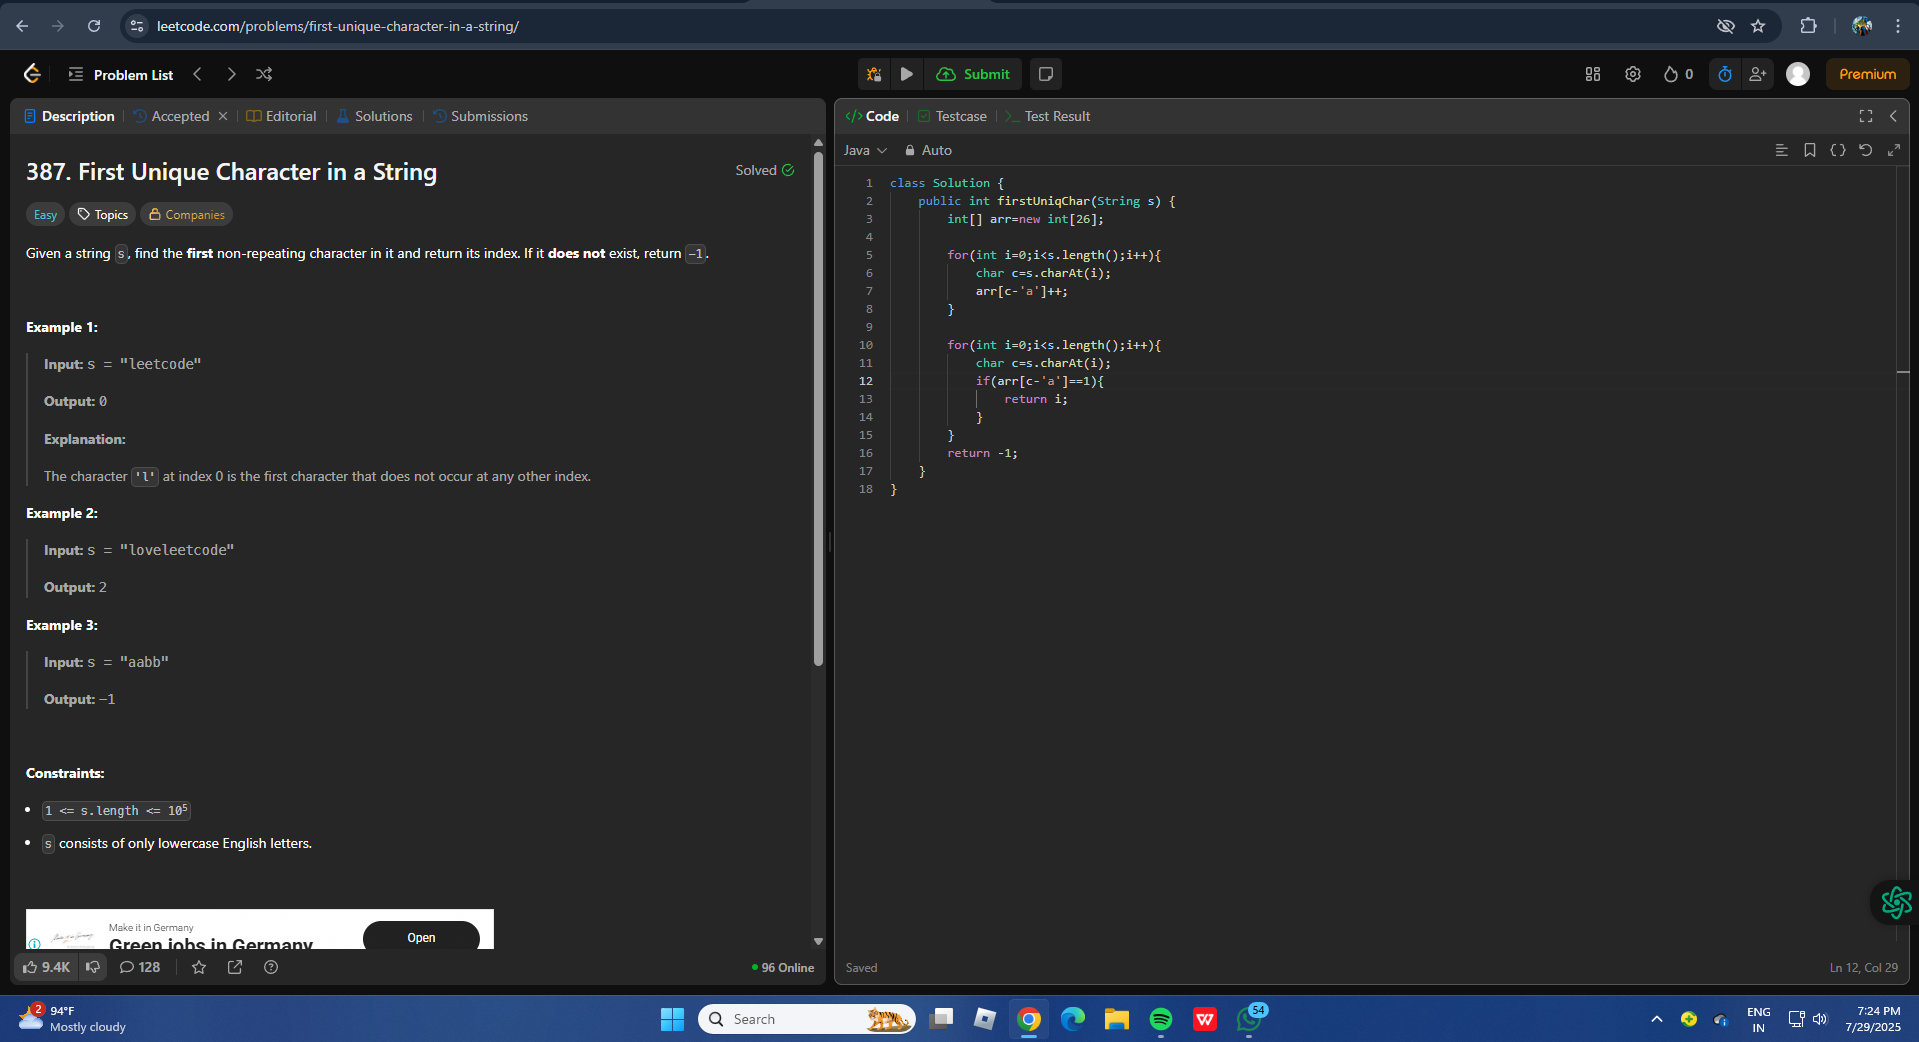 leetcode.com/problems/first-unique-character-in-a-string/
Problem List
Submit
0
Premium
Description
Accepted
Editorial
Solutions
Submissions
387. First Unique Character in a String
Solved
Easy
Topics
Companies
Given a string s, find the first non-repeating character in it and return its index. If it does not exist, return -1.
Example 1:
Input: s = "leetcode"
Output: 0
Explanation:
The character 'l' at index 0 is the first character that does not occur at any other index.
Example 2:
Input: s = "loveleetcode"
Output: 2
Example 3:
Input: s = "aabb"
Output: -1
Constraints:
• 1 <= s.length <= 10⁵
• s consists of only lowercase English letters.
Make it in Germany
Green jobs in Germany
Open
9.4K
128
96 Online
</> Code
Testcase
>_ Test Result
Java
Auto
1 class Solution {
2 public int firstUniqChar(String s) {
3 int[] arr=new int[26];
4
5 for(int i=0;i<s.length();i++){
6 char c=s.charAt(i);
7 arr[c-'a']++;
8 }
9
10 for(int i=0;i<s.length();i++){
11 char c=s.charAt(i);
12 if(arr[c-'a']==1){
13 return i;
14 }
15 }
16 return -1;
17 }
18 }
Saved
Ln 12, Col 29
2
94°F
Mostly cloudy
Search
W
54
ENG
IN
7:24 PM
7/29/2025